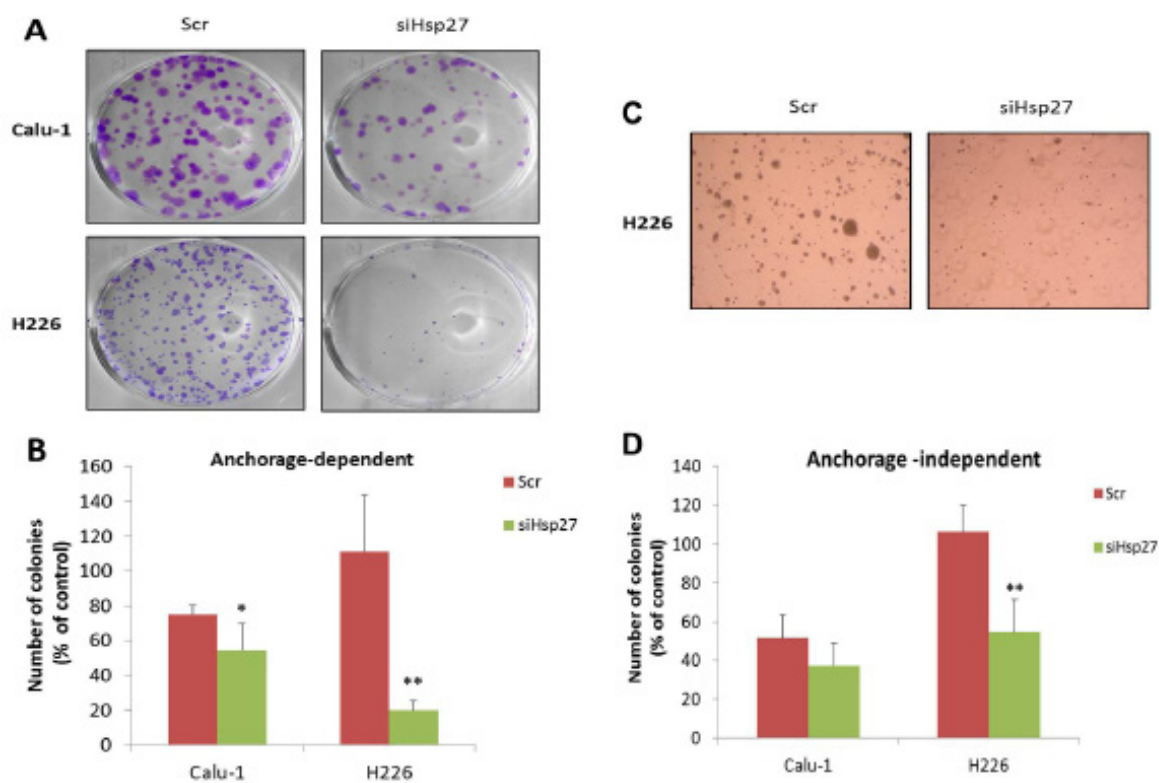 A
Scr
siHsp27
Calu-1
H226
C
Scr
siHsp27
H226
B
Anchorage-dependent
Number of colonies
(% of control)
160
140
120
100
80
60
40
20
0
*
**
Scr
siHsp27
Calu-1
H226
D
Anchorage -independent
Number of colonies
(% of control)
140
120
100
80
60
40
20
0
**
Scr
siHsp27
Calu-1
H226